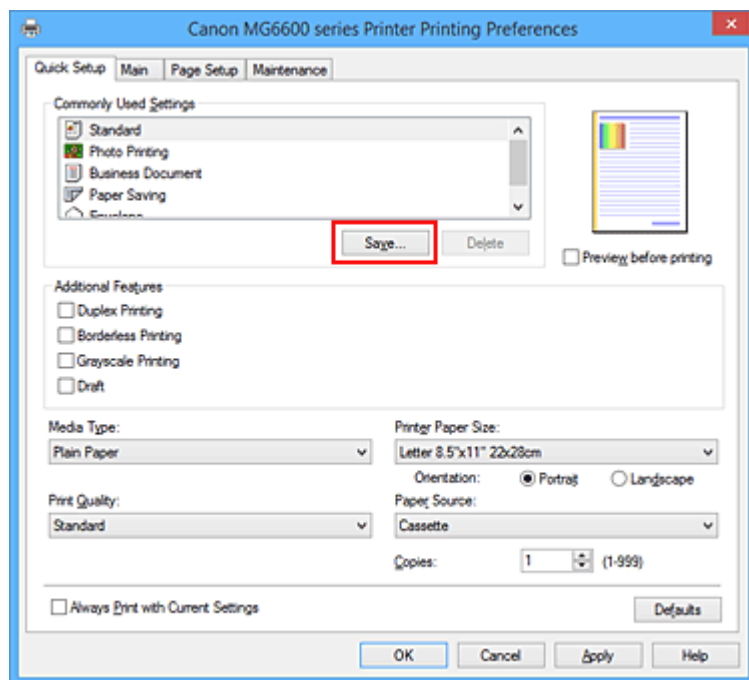 Canon MG6600 series Printer Printing Preferences
Quick Setup Main Page Setup Maintenance
Commonly Used Settings
Standard
Photo Printing
Business Document
Paper Saving
Envelope
Save... Delete
Preview before printing
Additional Features
Duplex Printing
Borderless Printing
Grayscale Printing
Draft
Media Type: Printer Paper Size:
Plain Paper Letter 8.5"x11" 22x28cm
Orientation: Portrait Landscape
Print Quality: Paper Source:
Standard Cassette
Copies: 1 (1-999)
Always Print with Current Settings Defaults
OK Cancel Apply Help